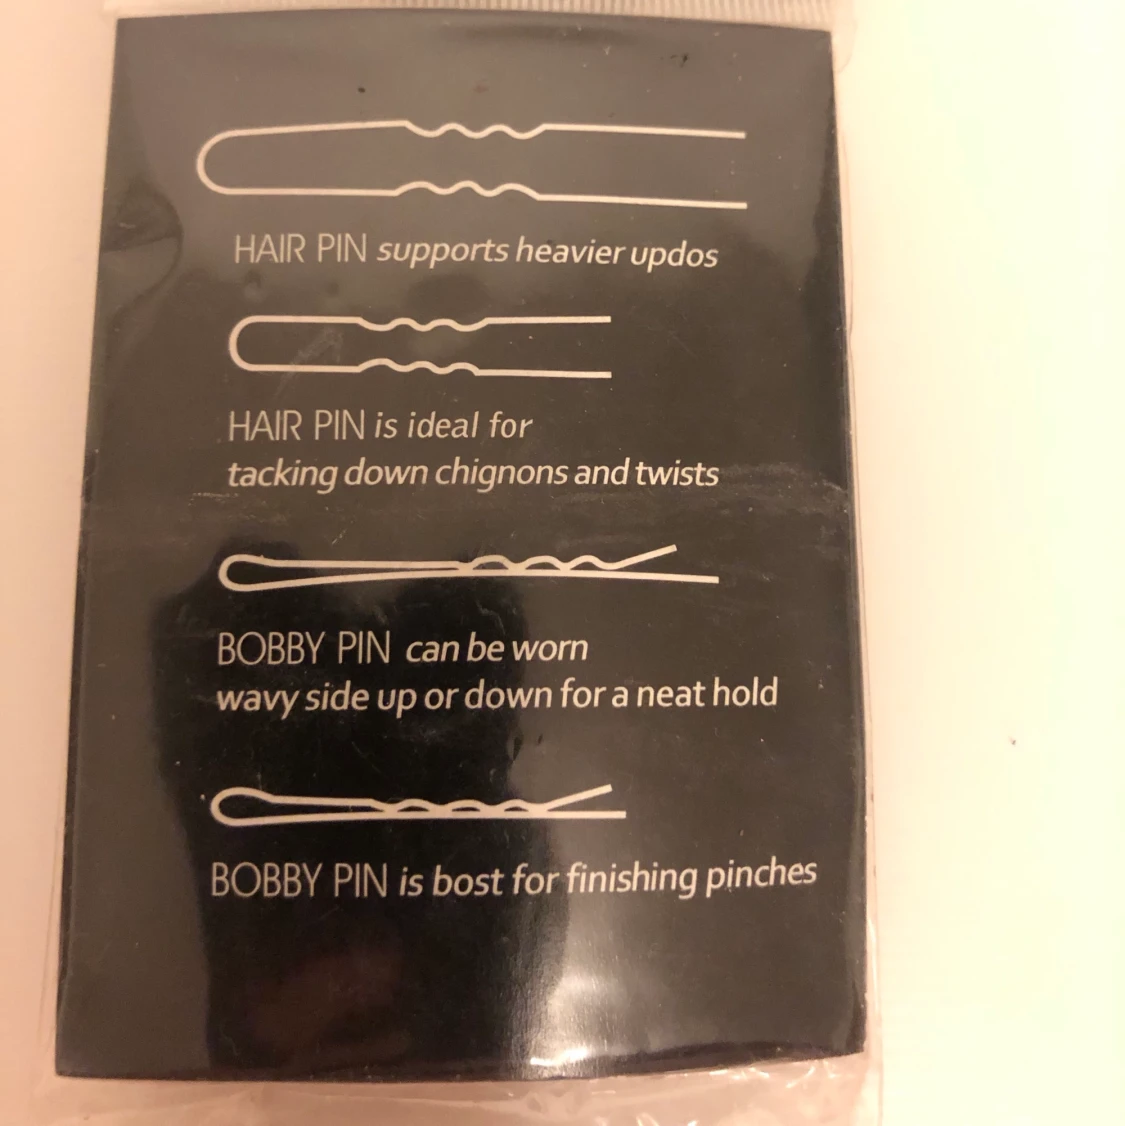 HAIR PIN supports heavier updos
HAIR PIN is ideal for
tacking down chignons and twists
BOBBY PIN can be worn
wavy side up or down for a neat hold
BOBBY PIN is bost for finishing pinches